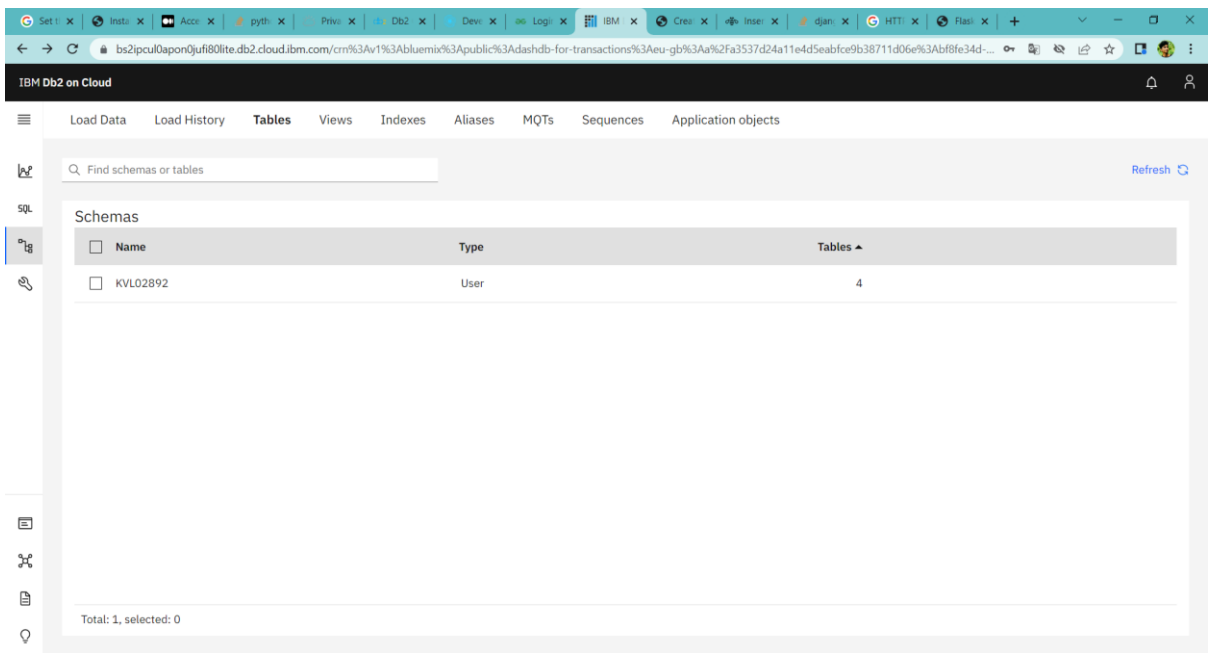 Set t
Insta
Acce
pyth
Priva
Db2
Deve
Login
IBM
Crea
Inser
djan
HTT
Flask
bs2ipcul0apon0jufi80lite.db2.cloud.ibm.com/crn%3Av1%3Abluemix%3Apublic%3Adashdb-for-transactions%3Aeu-gb%3Aa%2Fa3537d24a11e4d5eabfce9b38711d06e%3Abf8fe34d-...
IBM Db2 on Cloud
Load Data Load History Tables Views Indexes Aliases MQTs Sequences Application objects
Find schemas or tables
Refresh
SQL
Schemas
Name Type Tables
KVL02892 User 4
Total: 1, selected: 0